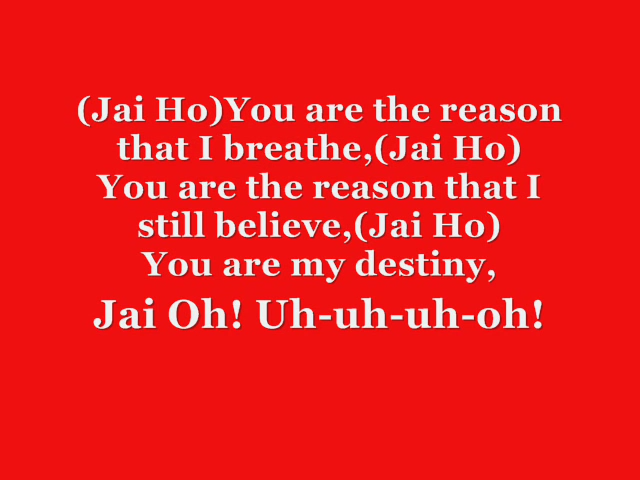 (Jai Ho)You are the reason
that I breathe,(Jai Ho)
You are the reason that I
still believe,(Jai Ho)
You are my destiny,
Jai Oh! Uh-uh-uh-oh!